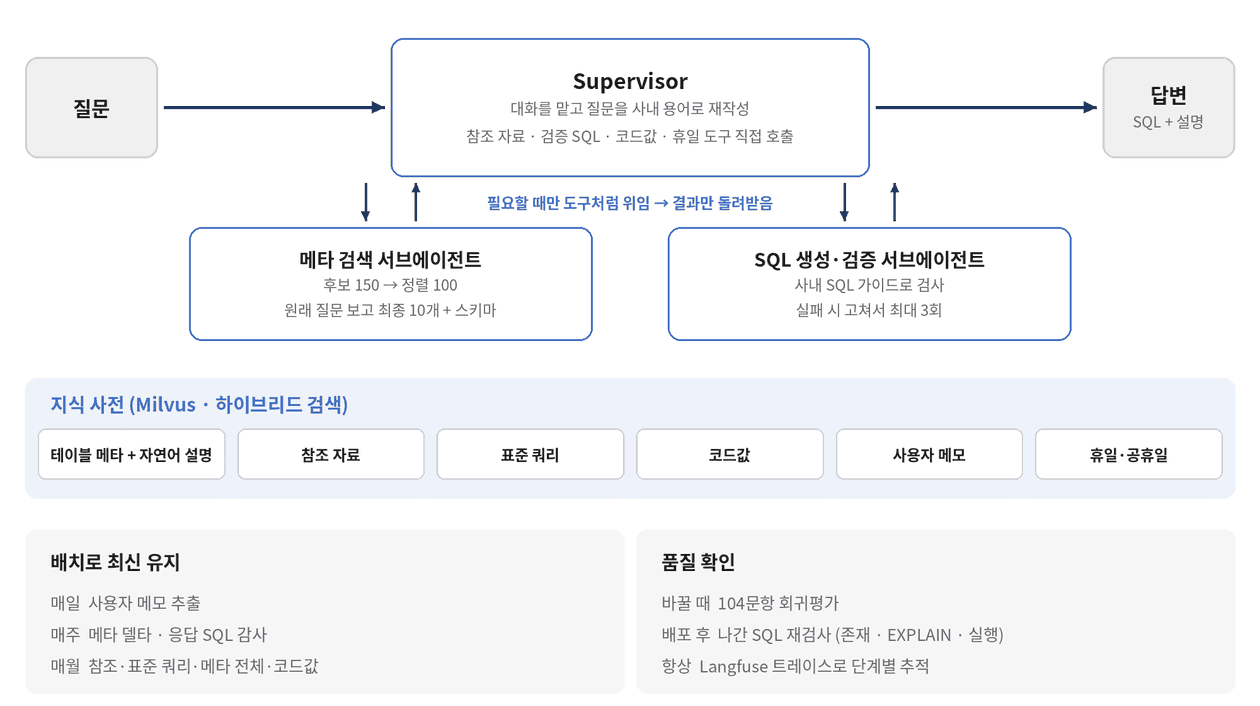 질문
Supervisor
대화를 맡고 질문을 사내 용어로 재작성
참조 자료 · 검증 SQL · 코드값 · 휴일 도구 직접 호출
답변
SQL + 설명
필요할 때만 도구처럼 위임 → 결과만 돌려받음
메타 검색 서브에이전트
후보 150 → 정렬 100
원래 질문 보고 최종 10개 + 스키마
SQL 생성·검증 서브에이전트
사내 SQL 가이드로 검사
실패 시 고쳐서 최대 3회
지식 사전 (Milvus · 하이브리드 검색)
테이블 메타 + 자연어 설명
참조 자료
표준 쿼리
코드값
사용자 메모
휴일·공휴일
배치로 최신 유지
매일 사용자 메모 추출
매주 메타 델타 · 응답 SQL 감사
매월 참조·표준 쿼리·메타 전체·코드값
품질 확인
바꿀 때 104문항 회귀평가
배포 후 나간 SQL 재검사 (존재 · EXPLAIN · 실행)
항상 Langfuse 트레이스로 단계별 추적